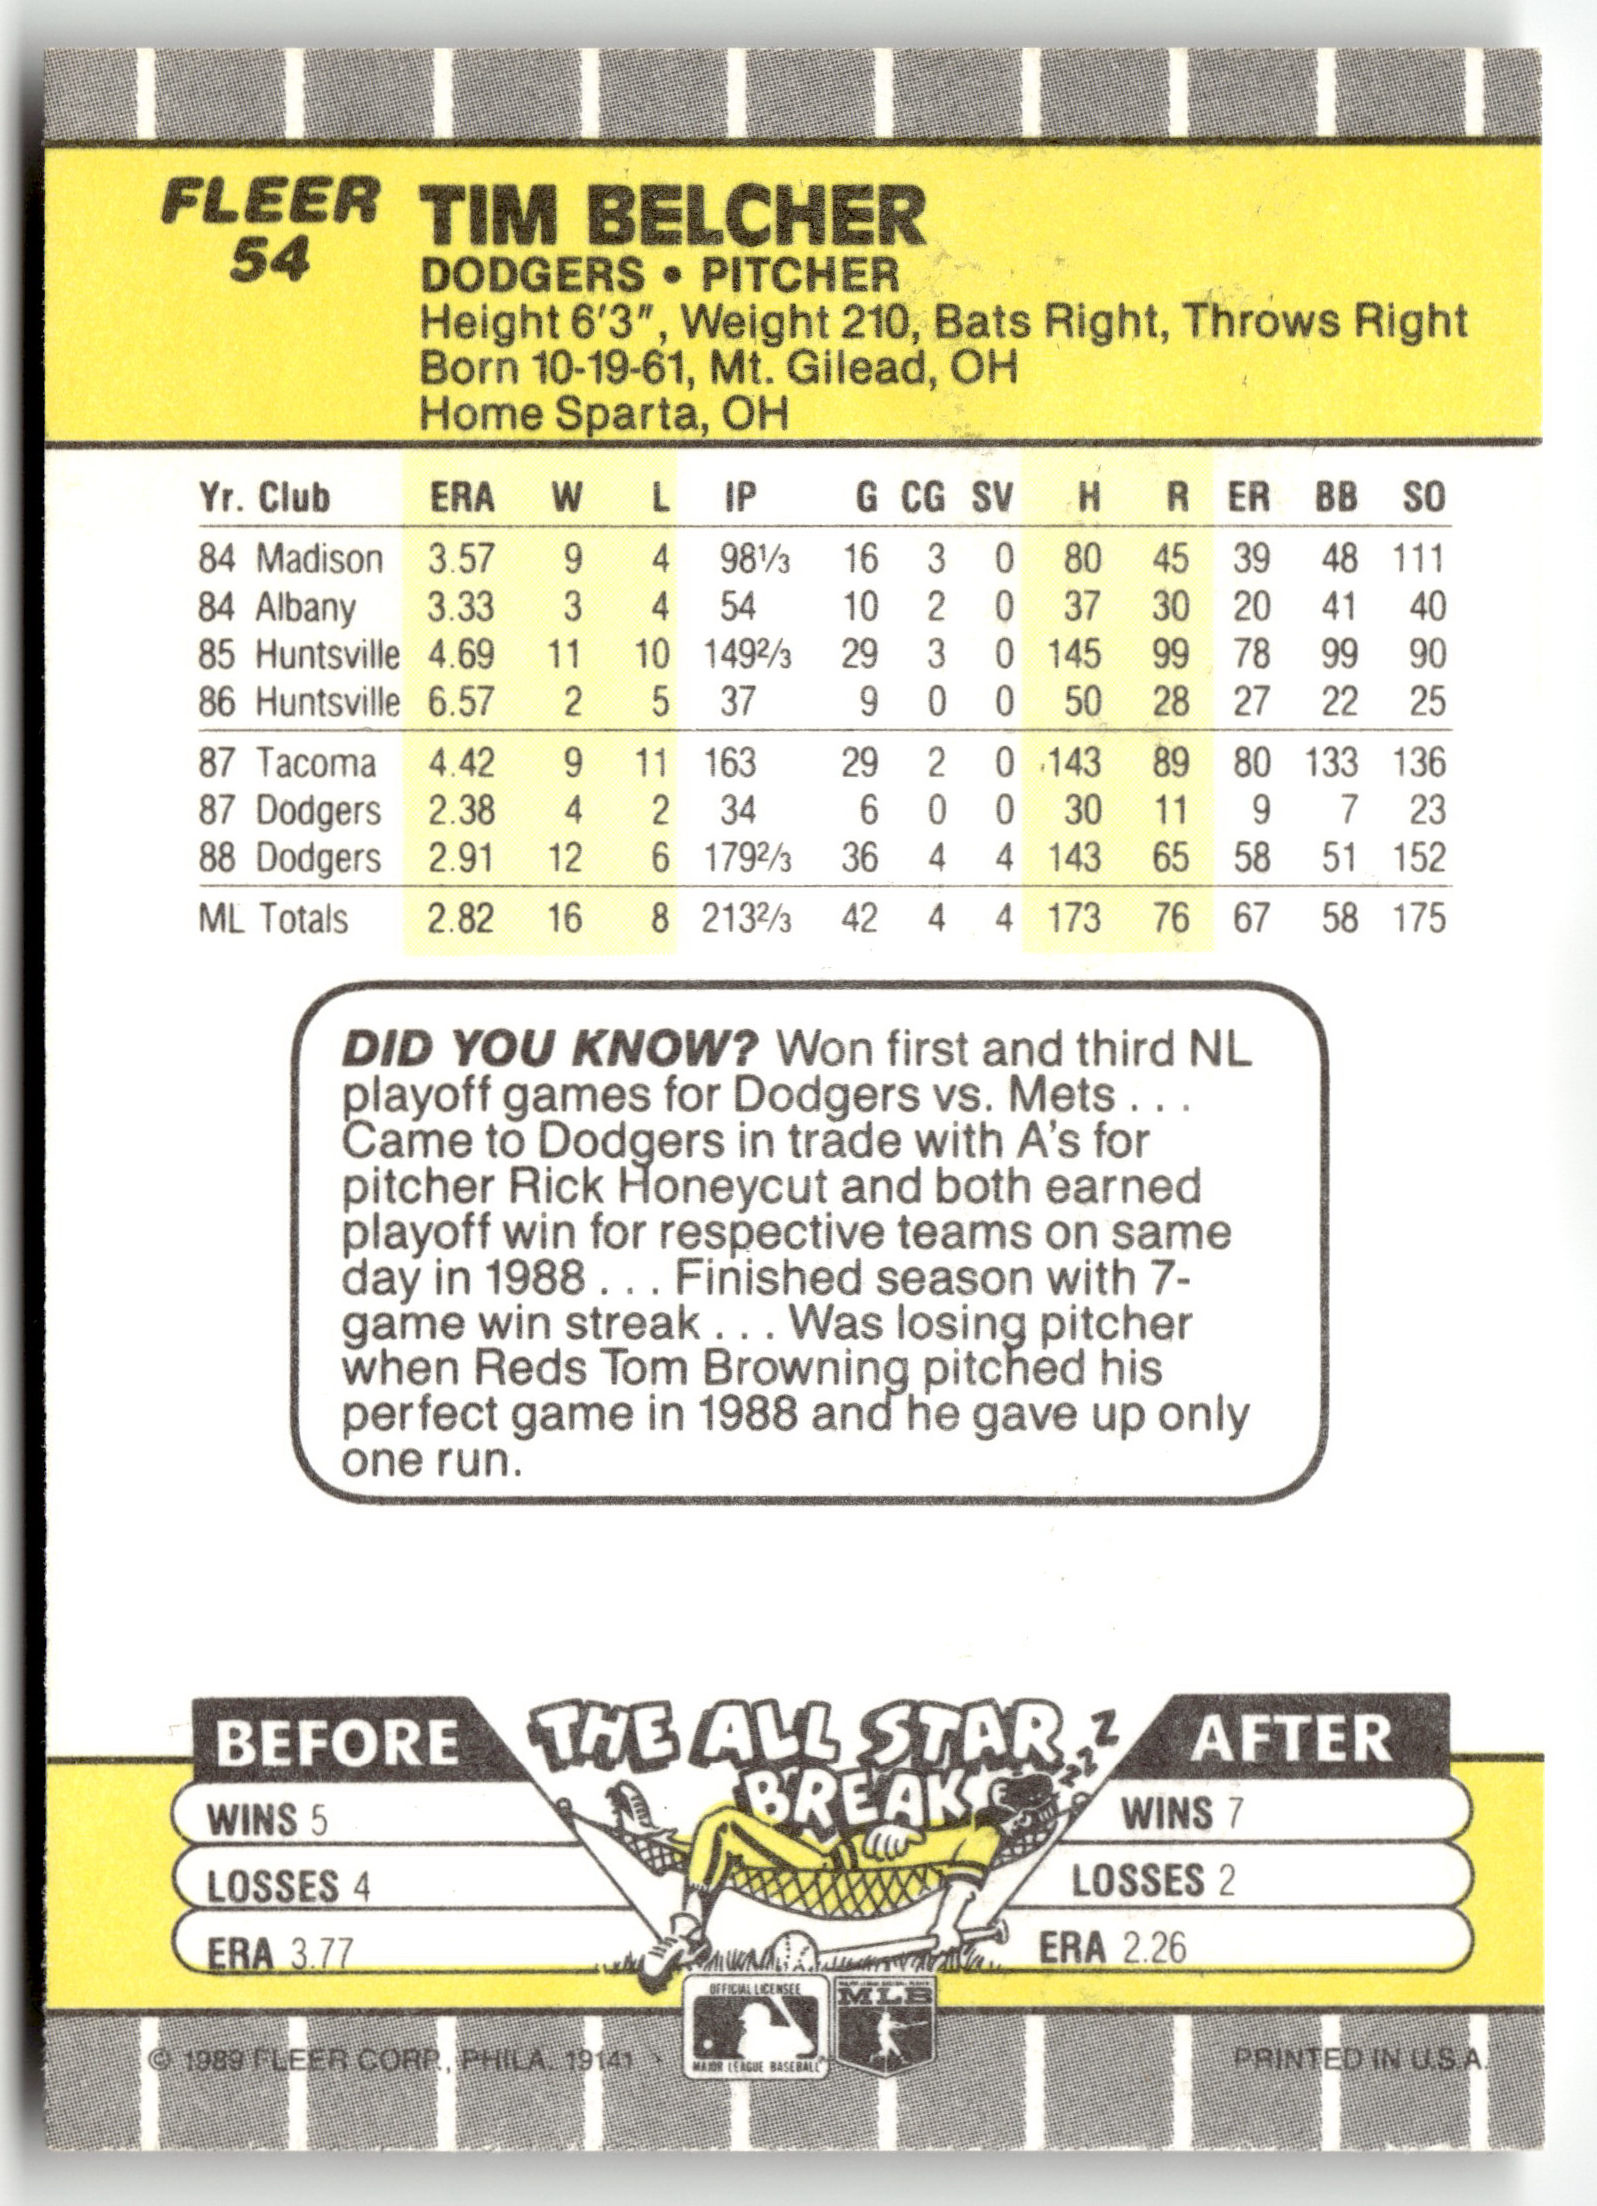 FLEER
54
TIM BELCHER
DODGERS • PITCHER
Height 6'3", Weight 210, Bats Right, Throws Right
Born 10-19-61, Mt. Gilead, OH
Home Sparta, OH
Yr. Club ERA W L IP G CG SV H R ER BB SO
84 Madison 3.57 9 4 98⅓ 16 3 0 80 45 39 48 111
84 Albany 3.33 3 4 54 10 2 0 37 30 20 41 40
85 Huntsville 4.69 11 10 149⅔ 29 3 0 145 99 78 99 90
86 Huntsville 6.57 2 5 37 9 0 0 50 28 27 22 25
87 Tacoma 4.42 9 11 163 29 2 0 143 89 80 133 136
87 Dodgers 2.38 4 2 34 6 0 0 30 11 9 7 23
88 Dodgers 2.91 12 6 179⅔ 36 4 4 143 65 58 51 152
ML Totals 2.82 16 8 213⅔ 42 4 4 173 76 67 58 175
DID YOU KNOW? Won first and third NL
playoff games for Dodgers vs. Mets . . .
Came to Dodgers in trade with A's for
pitcher Rick Honeycut and both earned
playoff win for respective teams on same
day in 1988 . . . Finished season with 7-
game win streak . . . Was losing pitcher
when Reds Tom Browning pitched his
perfect game in 1988 and he gave up only
one run.
BEFORE THE ALL STAR BREAK ZZZZ AFTER
WINS 5 WINS 7
LOSSES 4 LOSSES 2
ERA 3.77 ERA 2.26
OFFICIAL LICENSEE
MAJOR LEAGUE BASEBALL
MLB
© 1989 FLEER CORP., PHILA. 19141 PRINTED IN U.S.A.